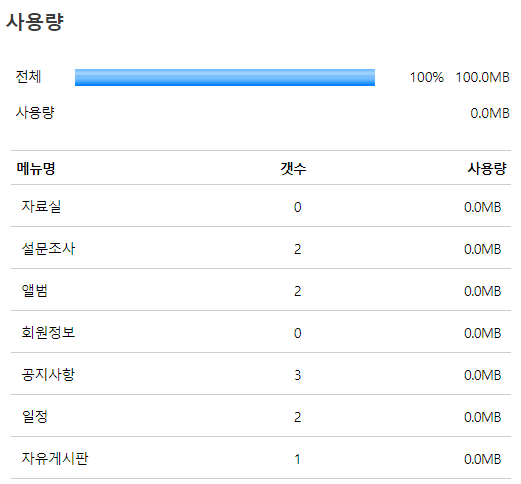 사용량
전체 100% 100.0MB
사용량 0.0MB
메뉴명 갯수 사용량
자료실 0 0.0MB
설문조사 2 0.0MB
앨범 2 0.0MB
회원정보 0 0.0MB
공지사항 3 0.0MB
일정 2 0.0MB
자유게시판 1 0.0MB